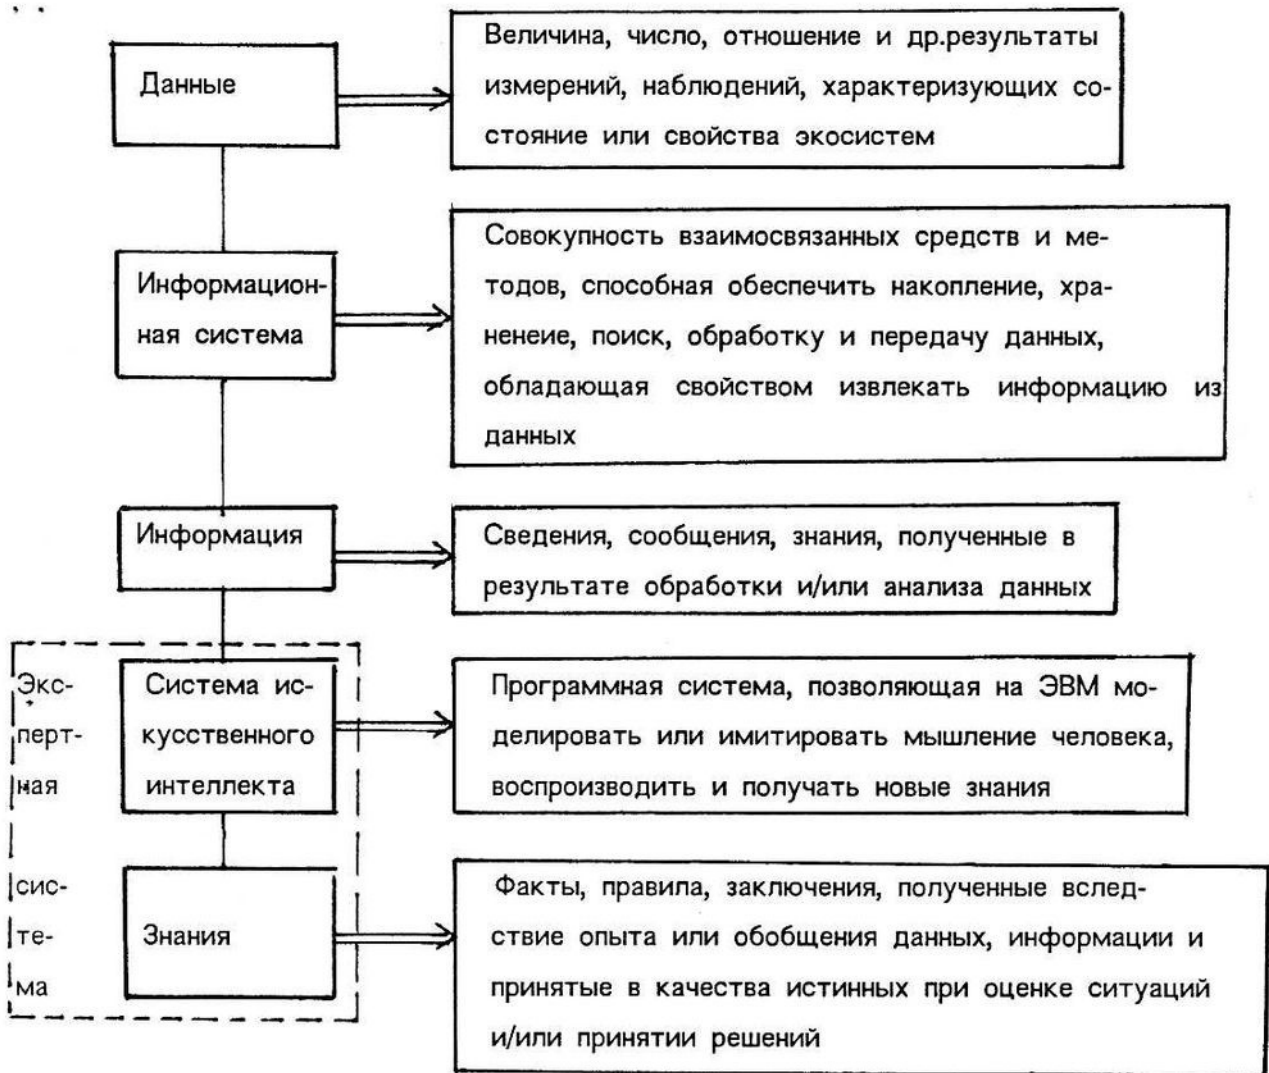 Данные
Величина, число, отношение и др.результаты
измерений, наблюдений, характеризующих со-
стояние или свойства экосистем
Информацион-
ная система
Совокупность взаимосвязанных средств и ме-
тодов, способная обеспечить накопление, хра-
ненеие, поиск, обработку и передачу данных,
обладающая свойством извлекать информацию из
данных
Информация
Сведения, сообщения, знания, полученные в
результате обработки и/или анализа данных
Экс-
перт-
ная
сис-
те-
ма
Система ис-
кусственного
интеллекта
Программная система, позволяющая на ЭВМ мо-
делировать или имитировать мышление человека,
воспроизводить и получать новые знания
Знания
Факты, правила, заключения, полученные вслед-
ствие опыта или обобщения данных, информации и
принятые в качества истинных при оценке ситуаций
и/или принятии решений